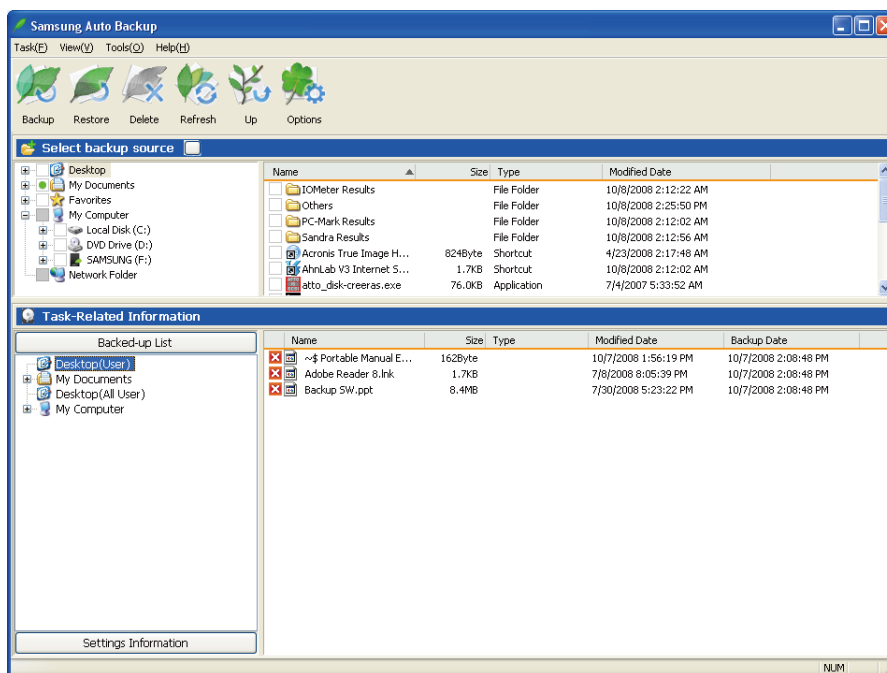 Samsung Auto Backup
Task(F) View(V) Tools(O) Help(H)
Backup Restore Delete Refresh Up Options
Select backup source
Desktop
My Documents
Favorites
My Computer
Local Disk (C:)
DVD Drive (D:)
SAMSUNG (F:)
Network Folder
Name Size Type Modified Date
IOMeter Results File Folder 10/8/2008 2:12:22 AM
Others File Folder 10/8/2008 2:25:50 PM
PC-Mark Results File Folder 10/8/2008 2:12:02 AM
Sandra Results File Folder 10/8/2008 2:12:56 AM
Acronis True Image H... 824Byte Shortcut 4/23/2008 2:17:48 AM
AhnLab V3 Internet S... 1.7KB Shortcut 10/8/2008 2:12:02 AM
atto_disk-creeras.exe 76.0KB Application 7/4/2007 5:33:52 AM
Task-Related Information
Backed-up List
Desktop(User)
My Documents
Desktop(All User)
My Computer
Settings Information
Name Size Type Modified Date Backup Date
~$ Portable Manual E... 162Byte 10/7/2008 1:56:19 PM 10/7/2008 2:08:48 PM
Adobe Reader 8.lnk 1.7KB 7/8/2008 8:05:39 PM 10/7/2008 2:08:48 PM
Backup SW.ppt 8.4MB 7/30/2008 5:23:22 PM 10/7/2008 2:08:48 PM
NUM